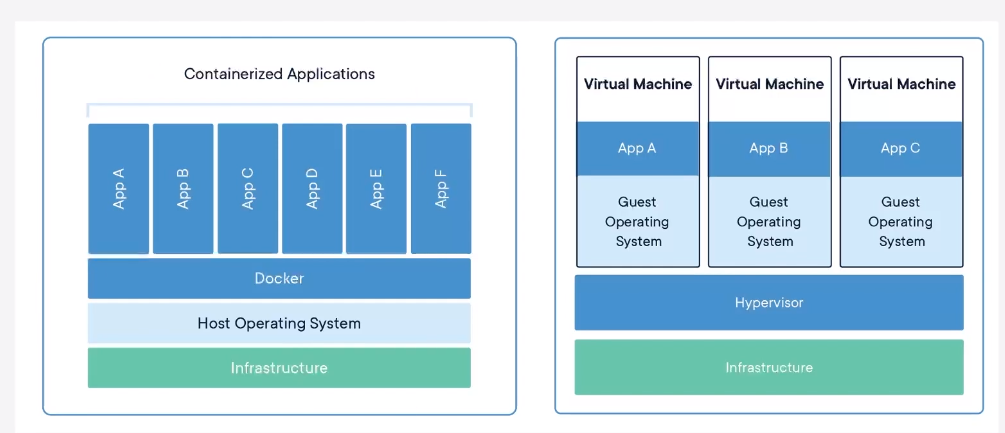 Containerized Applications
App A
App B
App C
App D
App E
App F
Docker
Host Operating System
Infrastructure
Virtual Machine
App A
Guest
Operating
System
Virtual Machine
App B
Guest
Operating
System
Virtual Machine
App C
Guest
Operating
System
Hypervisor
Infrastructure